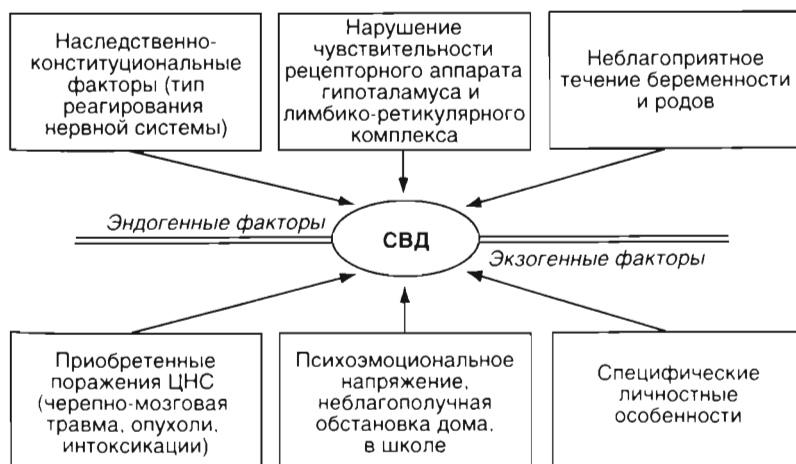 Наследственно-
конституциональные
факторы (тип
реагирования
нервной системы)
Нарушение
чувствительности
рецепторного аппарата
гипоталамуса и
лимбико-ретикулярного
комплекса
Неблагоприятное
течение беременности
и родов
Эндогенные факторы
СВД
Экзогенные факторы
Приобретенные
поражения ЦНС
(черепно-мозговая
травма, опухоли,
интоксикации)
Психоэмоциональное
напряжение,
неблагополучная
обстановка дома,
в школе
Специфические
личностные
особенности